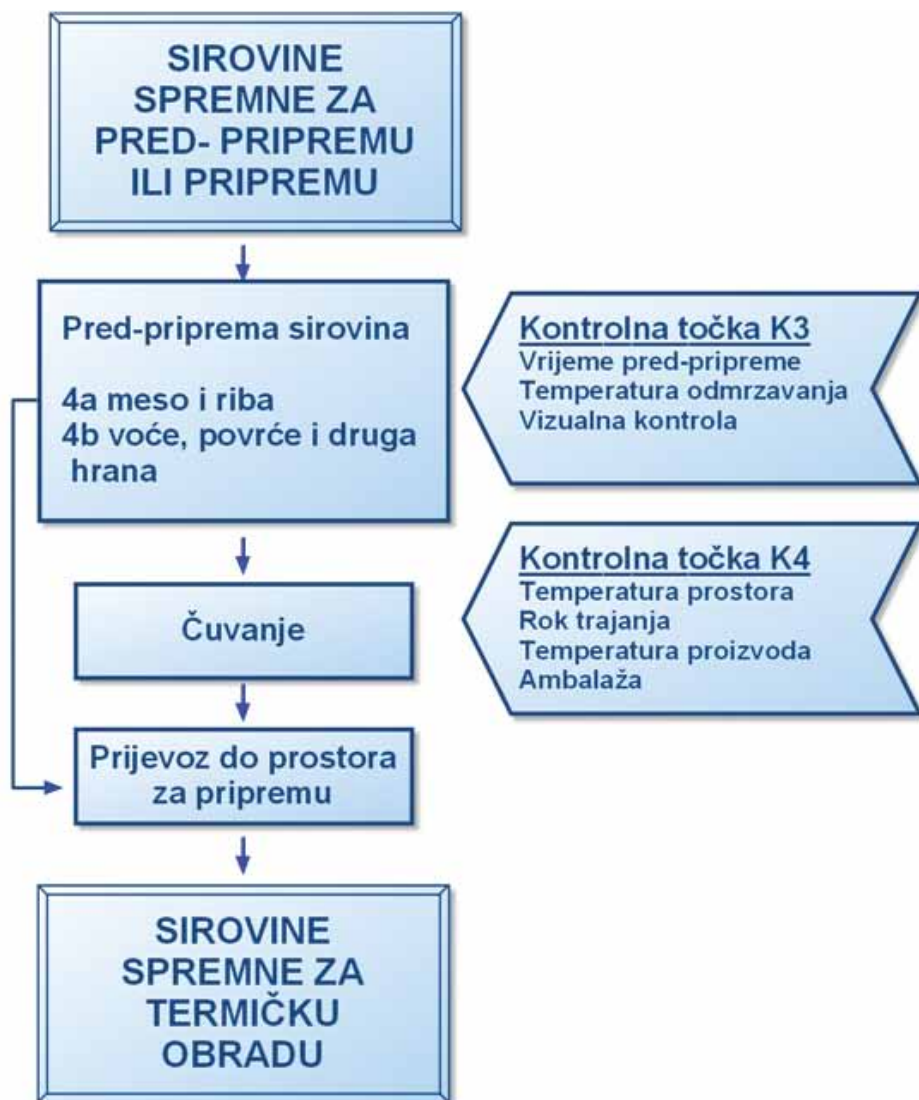 SIROVINE
SPREMNE ZA
PRED- PRIPREMU
ILI PRIPREMU
Pred-priprema sirovina
4a meso i riba
4b voće, povrće i druga
hrana
Kontrolna točka K3
Vrijeme pred-pripreme
Temperatura odmrzavanja
Vizualna kontrola
Čuvanje
Kontrolna točka K4
Temperatura prostora
Rok trajanja
Temperatura proizvoda
Ambalaža
Prijevoz do prostora
za pripremu
SIROVINE
SPREMNE ZA
TERMIČKU
OBRADU